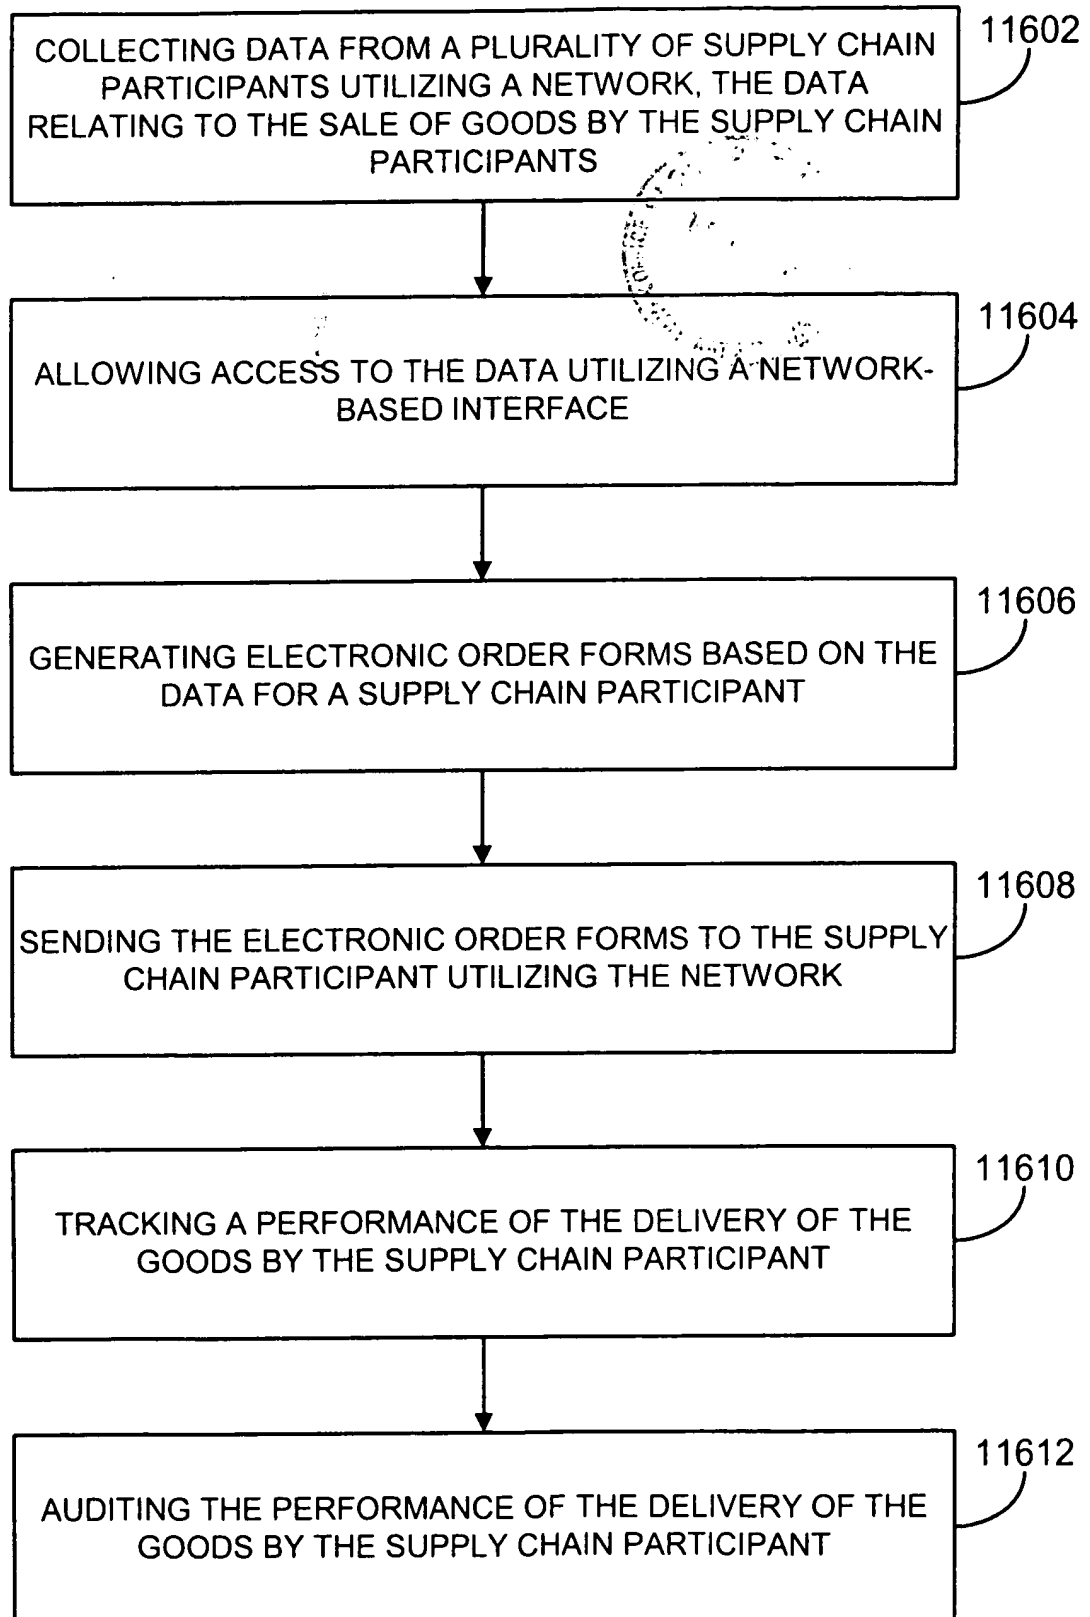 COLLECTING DATA FROM A PLURALITY OF SUPPLY CHAIN
PARTICIPANTS UTILIZING A NETWORK, THE DATA
RELATING TO THE SALE OF GOODS BY THE SUPPLY CHAIN
PARTICIPANTS
11602
ALLOWING ACCESS TO THE DATA UTILIZING A NETWORK-
BASED INTERFACE
11604
GENERATING ELECTRONIC ORDER FORMS BASED ON THE
DATA FOR A SUPPLY CHAIN PARTICIPANT
11606
SENDING THE ELECTRONIC ORDER FORMS TO THE SUPPLY
CHAIN PARTICIPANT UTILIZING THE NETWORK
11608
TRACKING A PERFORMANCE OF THE DELIVERY OF THE
GOODS BY THE SUPPLY CHAIN PARTICIPANT
11610
AUDITING THE PERFORMANCE OF THE DELIVERY OF THE
GOODS BY THE SUPPLY CHAIN PARTICIPANT
11612